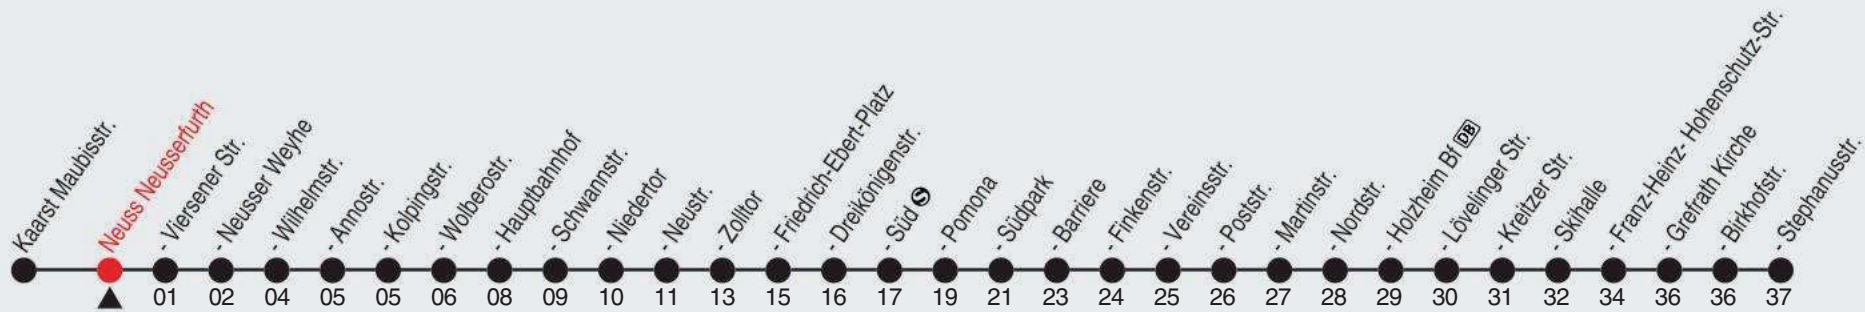 Kaarst Maubisstr.
Neuss Neusserfurth
- Viersener Str.
- Neusser Weyhe
- Wilhelmstr.
- Annostr.
- Kolpingstr.
- Wolberostr.
- Hauptbahnhof
- Schwannstr.
- Niedertor
- Neustr.
- Zolltor
- Friedrich-Ebert-Platz
- Dreikönigenstr.
- Süd S
- Pomona
- Südpark
- Barriere
- Finkenstr.
- Vereinsstr.
- Poststr.
- Martinstr.
- Nordstr.
- Holzheim Bf DB
- Lövelinger Str.
- Kreitzer Str.
- Skihalle
- Franz-Heinz- Hohenschutz-Str.
- Grefrath Kirche
- Birkhofstr.
- Stephanusstr.
01 02 04 05 05 06 08 09 10 11 13 15 16 17 19 21 23 24 25 26 27 28 29 30 31 32 34 36 36 37